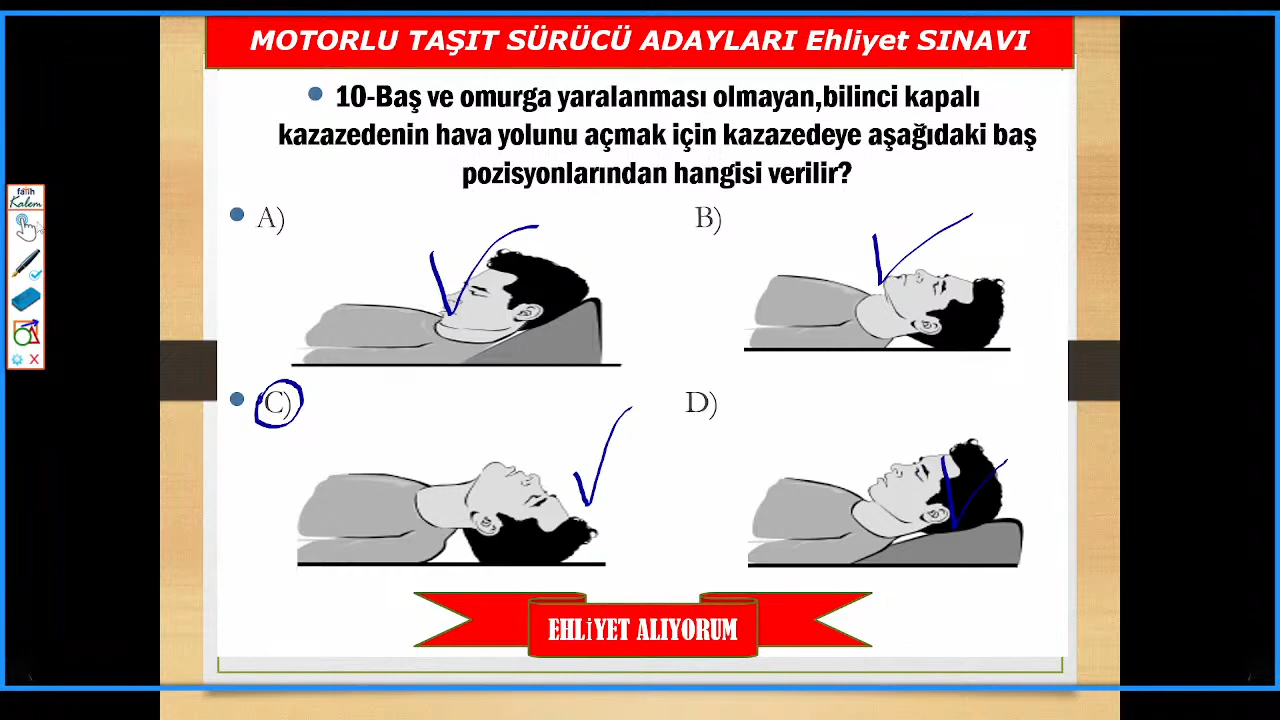 MOTORLU TAŞIT SÜRÜCÜ ADAYLARI Ehliyet SINAVI
10-Baş ve omurga yaralanması olmayan,bilinci kapalı
kazazedenin hava yolunu açmak için kazazedeye aşağıdaki baş
pozisyonlarından hangisi verilir?
fatih
Kalem
A)
B)
C)
D)
EHLİYET ALIYORUM